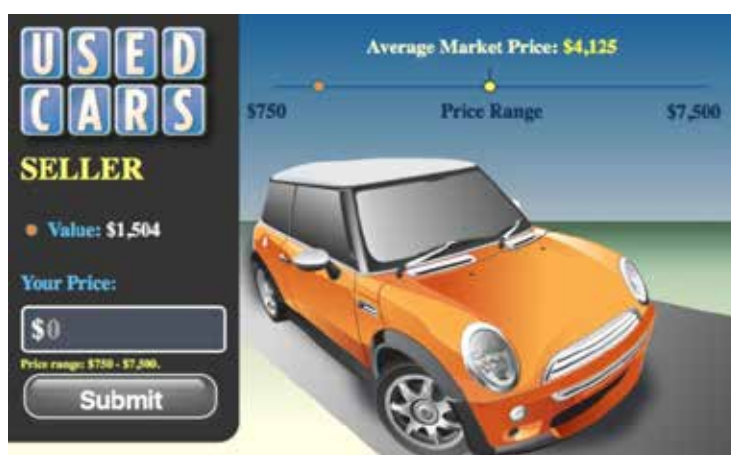 USED
CARS
SELLER
Value: $1,504
Your Price:
$0
Price range: $750 - $7,500.
Submit
Average Market Price: $4,125
$750 Price Range $7,500